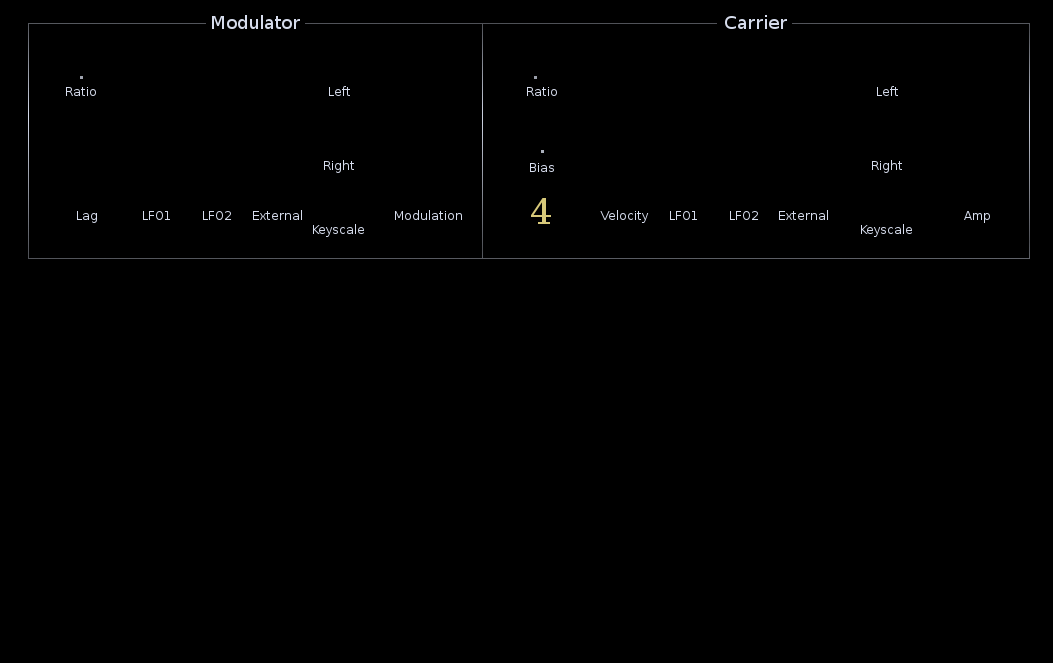 Modulator
Carrier
Ratio
Left
Ratio
Left
Right
Bias
Right
Lag LFO1 LFO2 External Keyscale Modulation
4 Velocity LFO1 LFO2 External Keyscale Amp